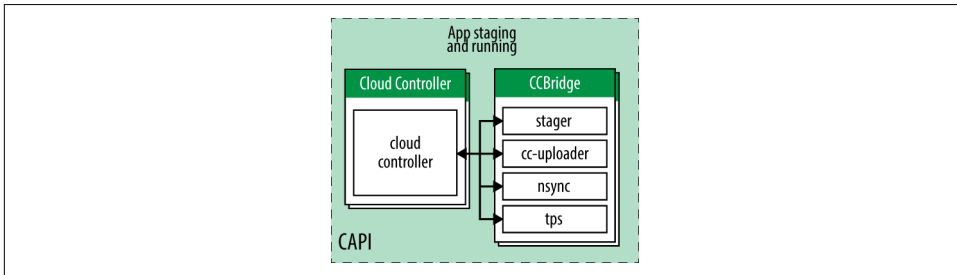 App staging
and running
Cloud Controller
cloud
controller
CCBridge
stager
cc-uploader
nsync
tps
CAPI